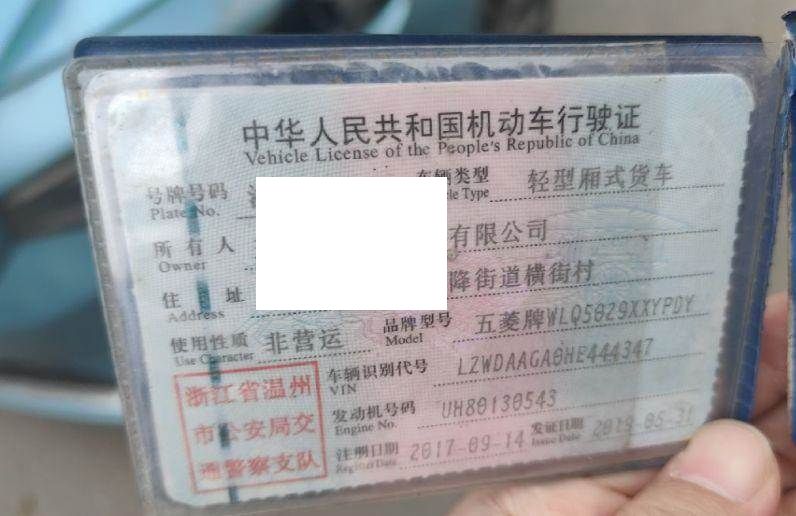 中华人民共和国机动车行驶证
Vehicle License of the People's Republic of China
号牌号码 车辆类型 轻型厢式货车
Plate No. Type
所有人 有限公司
Owner
住 址 降街道横街村
Address
使用性质 非营运 品牌型号 五菱牌WLQ5029XXYPDY
Use Character Model
浙江省温州
市公安局交
通警察支队
车辆识别代号 LZWDAAGA0HE444347
VIN
发动机号码 UH80130543
Engine No.
注册日期 2017-09-14 发证日期 2019-05-31
Register Date Issue Date